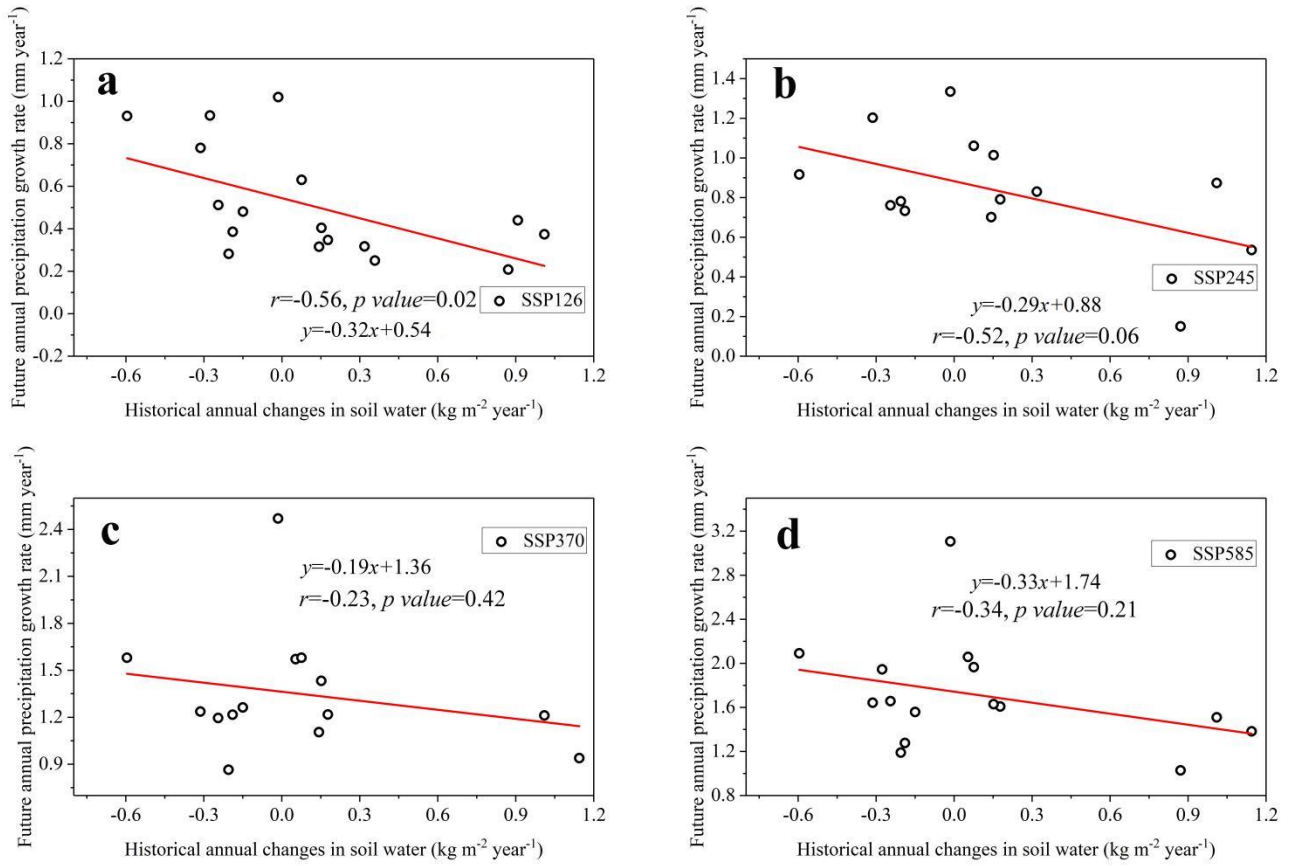 a
Future annual precipitation growth rate (mm year-1)
1.2
1.0
0.8
0.6
0.4
0.2
0.0
-0.2
r=-0.56, p value=0.02
SSP126
y=-0.32x+0.54
-0.6 -0.3 0.0 0.3 0.6 0.9 1.2
Historical annual changes in soil water (kg m-2 year-1)
b
Future annual precipitation growth rate (mm year-1)
1.4
1.2
1.0
0.8
0.6
0.4
0.2
0.0
SSP245
y=-0.29x+0.88
r=-0.52, p value=0.06
-0.6 -0.3 0.0 0.3 0.6 0.9 1.2
Historical annual changes in soil water (kg m-2 year-1)
c
Future annual precipitation growth rate (mm year-1)
2.4
2.1
1.8
1.5
1.2
0.9
SSP370
y=-0.19x+1.36
r=-0.23, p value=0.42
-0.6 -0.3 0.0 0.3 0.6 0.9 1.2
Historical annual changes in soil water (kg m-2 year-1)
d
Future annual precipitation growth rate (mm year-1)
3.2
2.8
2.4
2.0
1.6
1.2
0.8
SSP585
y=-0.33x+1.74
r=-0.34, p value=0.21
-0.6 -0.3 0.0 0.3 0.6 0.9 1.2
Historical annual changes in soil water (kg m-2 year-1)